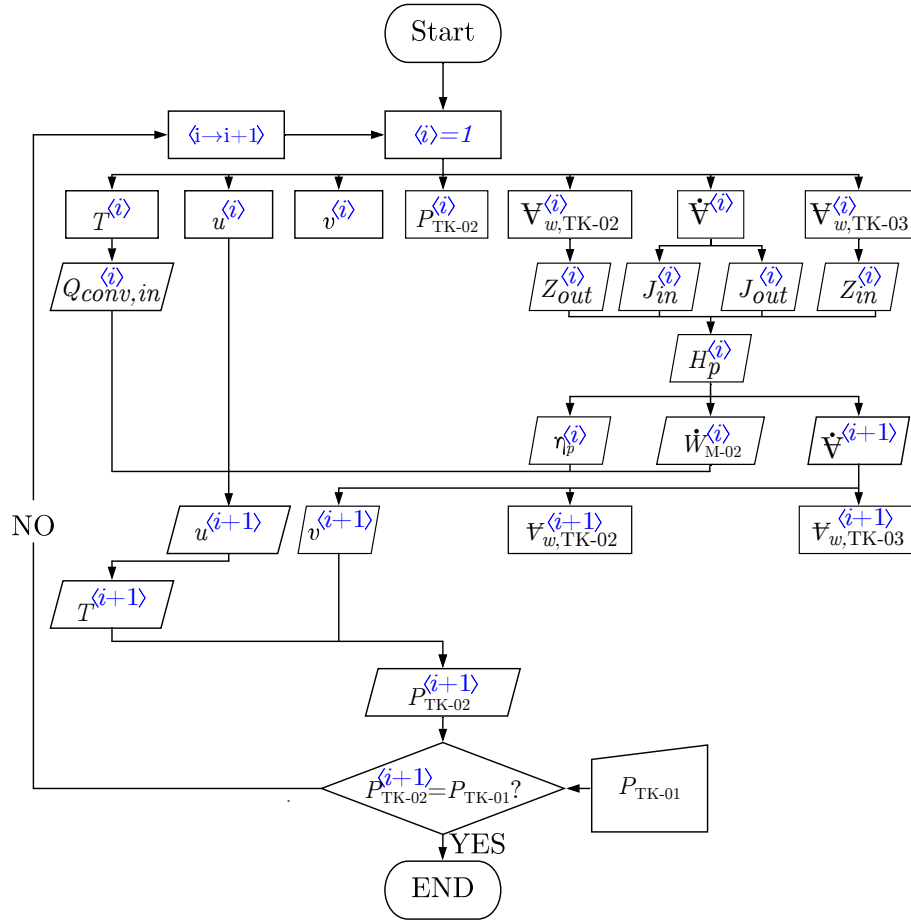 Start
⟨i→i+1⟩
⟨i⟩=1
T⟨i⟩
u⟨i⟩
v⟨i⟩
P⟨i⟩TK-02
V̶⟨i⟩w,TK-02
V̶̇⟨i⟩
V̶⟨i⟩w,TK-03
Q⟨i⟩conv,in
Z⟨i⟩out
J⟨i⟩in
J⟨i⟩out
Z⟨i⟩in
H⟨i⟩p
η⟨i⟩p
Ẇ⟨i⟩M-02
V̶̇⟨i+1⟩
NO
u⟨i+1⟩
v⟨i+1⟩
V̶⟨i+1⟩w,TK-02
V̶⟨i+1⟩w,TK-03
T⟨i+1⟩
P⟨i+1⟩TK-02
P⟨i+1⟩TK-02=PTK-01?
PTK-01
YES
END